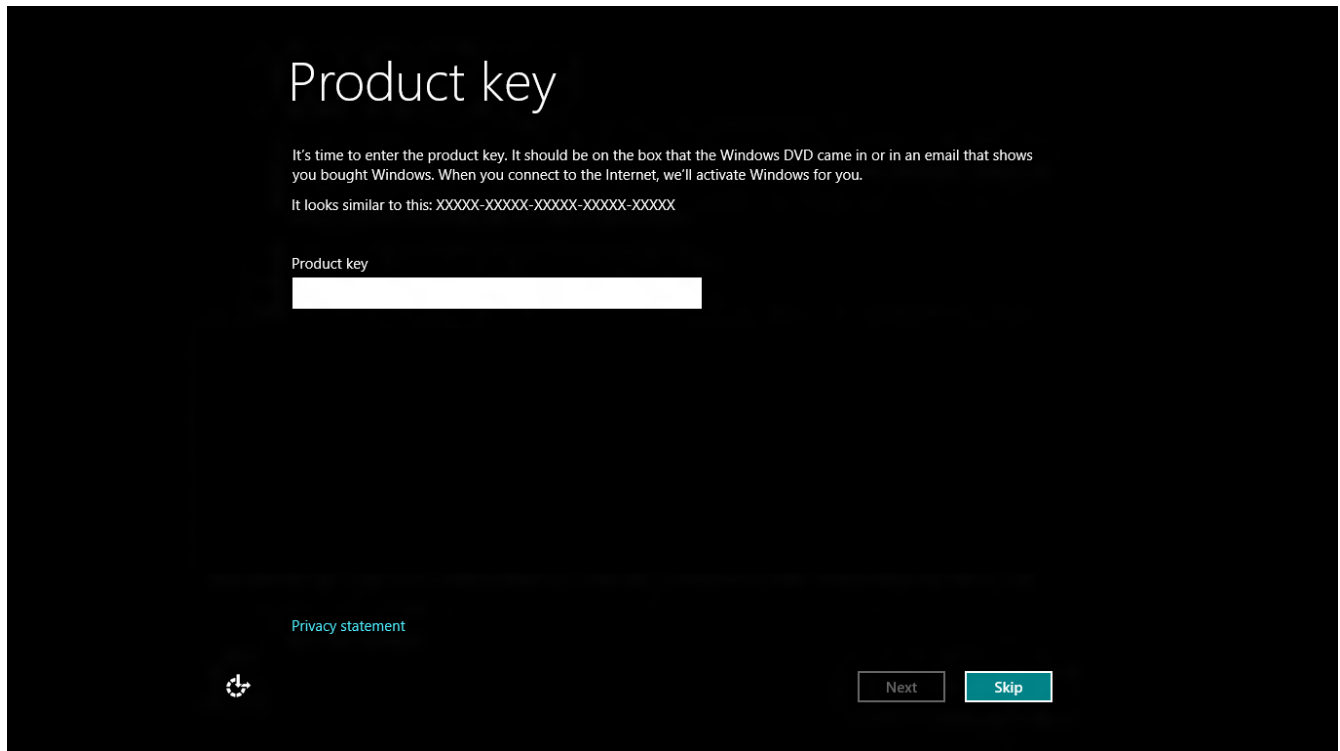 Product key
It's time to enter the product key. It should be on the box that the Windows DVD came in or in an email that shows
you bought Windows. When you connect to the Internet, we'll activate Windows for you.
It looks similar to this: XXXXX-XXXXX-XXXXX-XXXXX-XXXXX
Product key
Privacy statement
Next
Skip